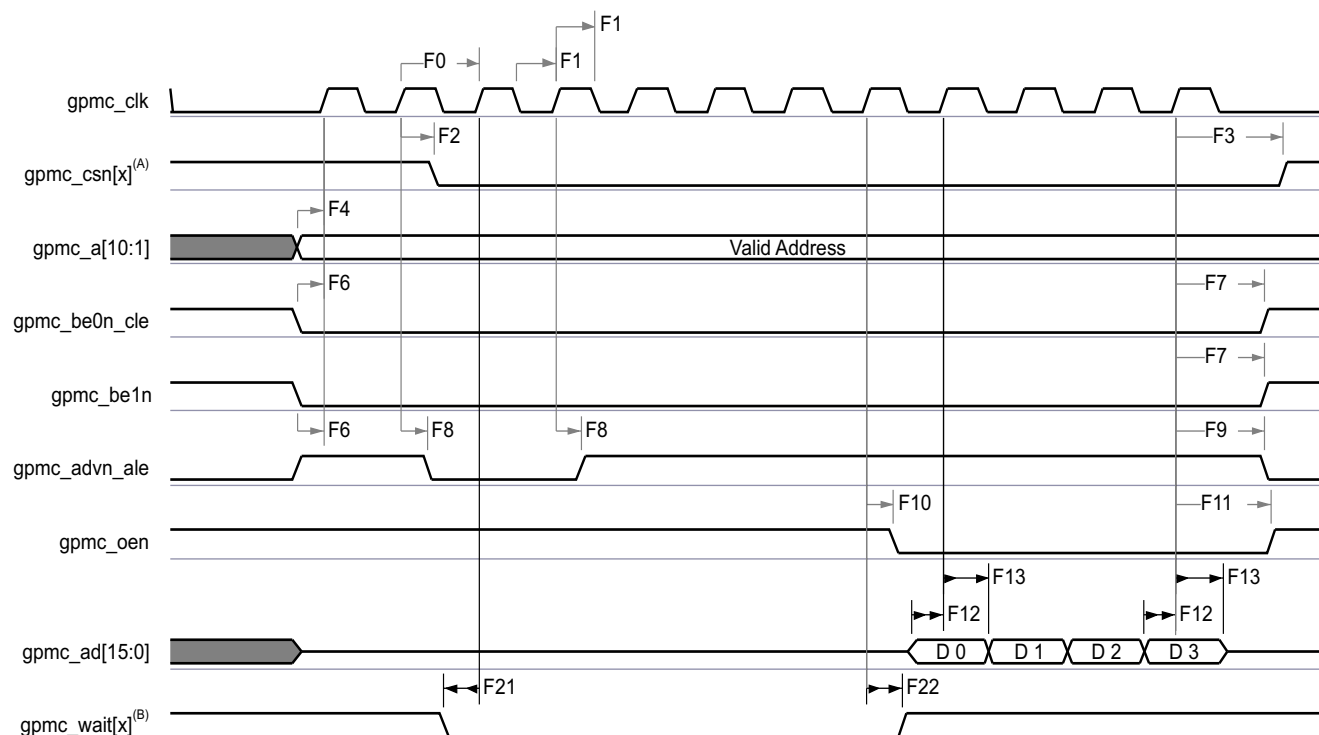 F1
F0 F1
gpmc_clk
F2 F3
gpmc_csn[x](A)
F4
gpmc_a[10:1] Valid Address
F6 F7
gpmc_be0n_cle
F7
gpmc_be1n
F6 F8 F8 F9
gpmc_advn_ale
F10 F11
gpmc_oen
F13 F13
F12 F12
gpmc_ad[15:0] D 0 D 1 D 2 D 3
F21 F22
gpmc_wait[x](B)